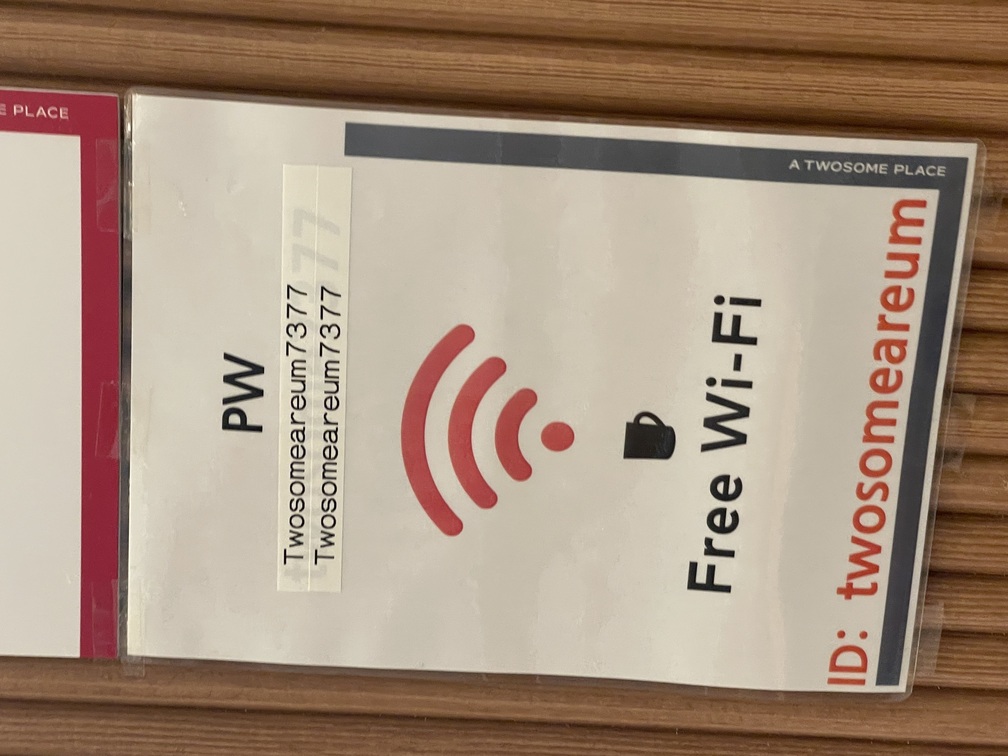 E PLACE
PW
Twosomeareum7377
Twosomeareum7377
Free Wi-Fi
ID: twosomeareum
A TWOSOME PLACE